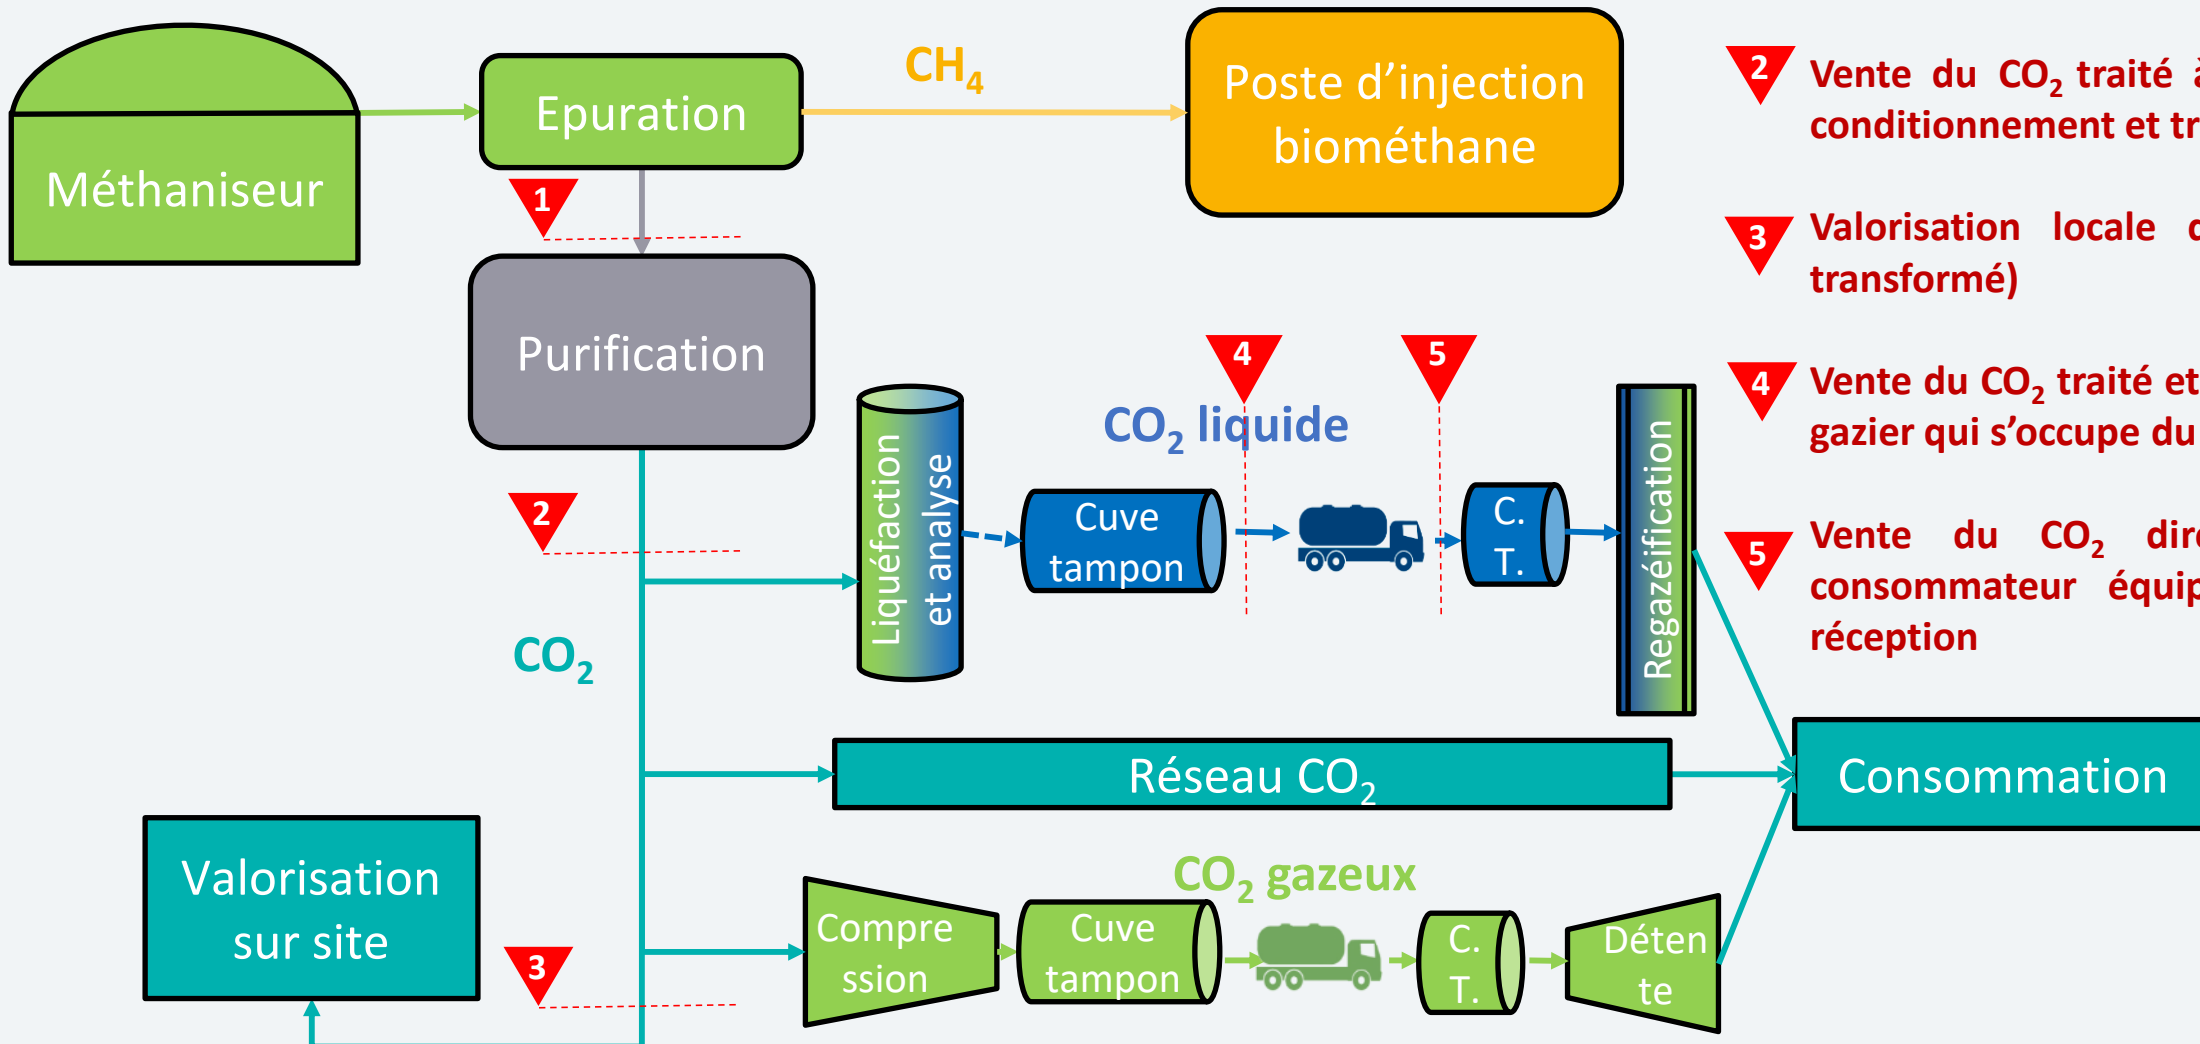 Méthaniseur
Epuration
CH₄
Poste d’injection
biométhane
1
Purification
2
CO₂
Liquéfaction
et analyse
CO₂ liquide
Cuve
tampon
4
5
C.
T.
Regazéification
Réseau CO₂
Consommation
Valorisation
sur site
3
CO₂ gazeux
Compre
ssion
Cuve
tampon
C.
T.
Déten
te
2
Vente du CO₂ traité à
conditionnement et tr
3
Valorisation locale
transformé)
4
Vente du CO₂ traité et
gazier qui s’occupe du
5
Vente du CO₂ dire
consommateur équip
réception